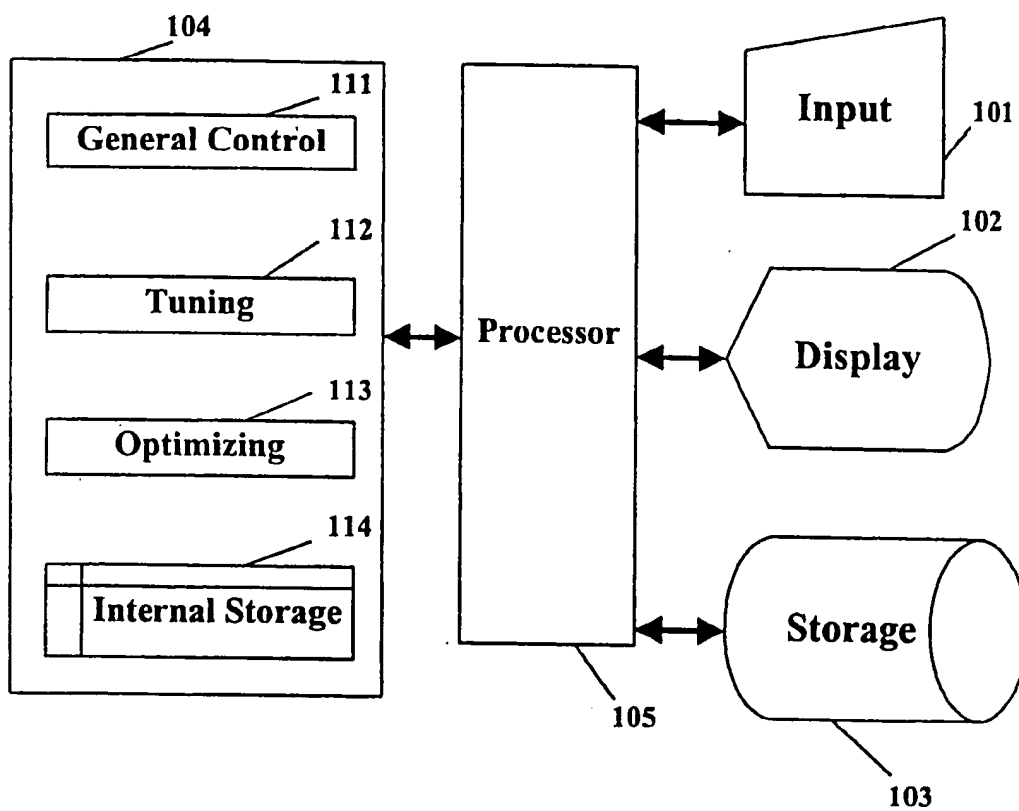 104
111
General Control
112
Tuning
113
Optimizing
114
Internal Storage
Processor
105
Input
101
102
Display
Storage
103